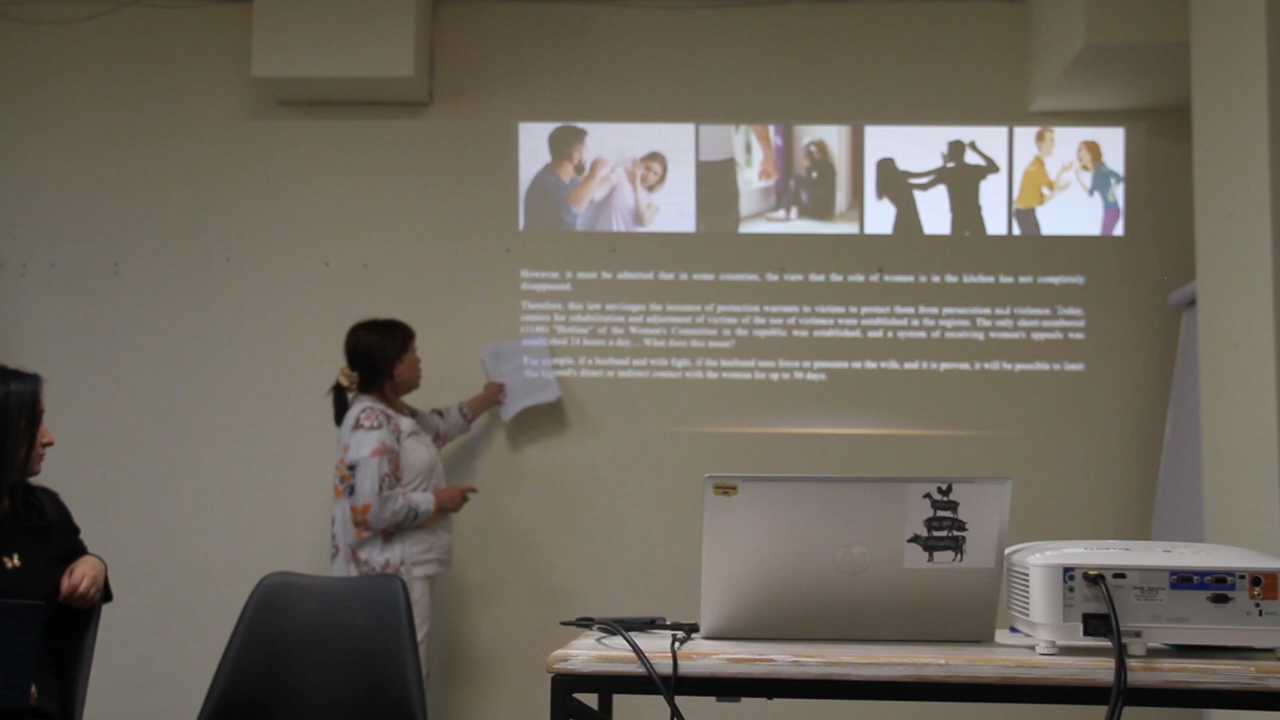 However, it must be admitted that in some countries, the view that the role of women is in the kitchen has not completely
disappeared.
Therefore, this law envisages the issuance of protection warrants to victims to protect them from persecution and violence. Today,
centers for rehabilitation and adjustment of victims of the use of violence were established in the regions. The only short-numbered
(1146) "Hotline" of the Women's Committee in the republic was established, and a system of receiving women's appeals was
established 24 hours a day... What does this mean?
For example, if a husband and wife fight, if the husband uses force or pressure on the wife, and it is proven, it will be possible to limit
the husband's direct or indirect contact with the woman for up to 30 days.